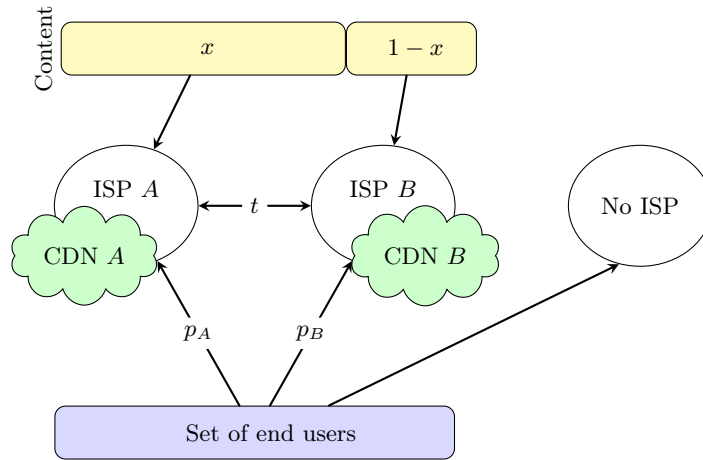 Content
x
1 − x
ISP A
ISP B
No ISP
t
CDN A
CDN B
p_A
p_B
Set of end users